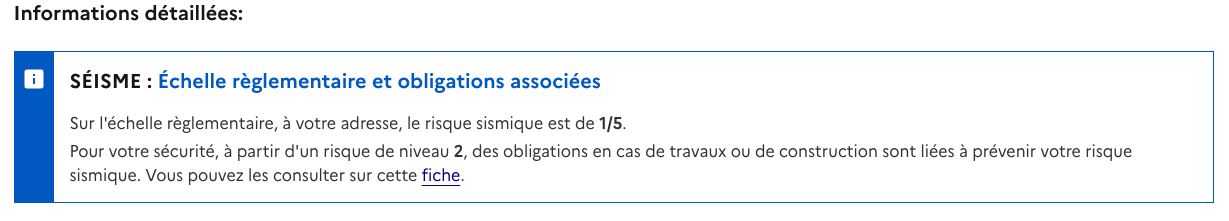 Informations détaillées:
SÉISME : Échelle règlementaire et obligations associées
Sur l'échelle règlementaire, à votre adresse, le risque sismique est de 1/5.
Pour votre sécurité, à partir d'un risque de niveau 2, des obligations en cas de travaux ou de construction sont liées à prévenir votre risque
sismique. Vous pouvez les consulter sur cette fiche.